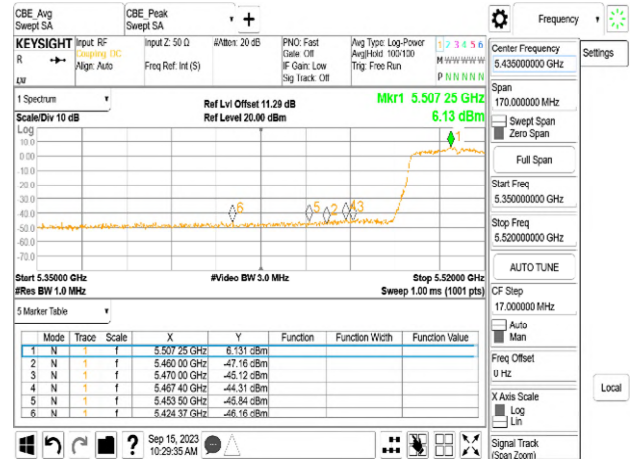 CBE_Avg
Swept SA
CBE_Peak
Swept SA
Frequency
KEYSIGHT
R
Input: RF
Coupling: DC
Align: Auto
Input Z: 50 Ω
Freq Ref: Int (S)
#Atten: 20 dB
PNO: Fast
Gate: Off
IF Gain: Low
Sig Track: Off
Avg Type: Log-Power
Avg|Hold: 100/100
Trig: Free Run
1 2 3 4 5 6
M W W W W W
P N N N N N
Center Frequency
5.435000000 GHz
Settings
Span
170.000000 MHz
Swept Span
Zero Span
Full Span
Start Freq
5.350000000 GHz
Stop Freq
5.520000000 GHz
AUTO TUNE
CF Step
17.000000 MHz
Auto
Man
Freq Offset
0 Hz
X Axis Scale
Log
Lin
Signal Track
(Span Zoom)
Local
1 Spectrum
Scale/Div 10 dB
Ref Lvl Offset 11.29 dB
Ref Level 20.00 dBm
Mkr1 5.507 25 GHz
6.13 dBm
Log
10.0
0.00
-10.0
-20.0
-30.0
-40.0
-50.0
-60.0
-70.0
1
6
5
2
4
3
Start 5.35000 GHz
#Res BW 1.0 MHz
#Video BW 3.0 MHz
Stop 5.52000 GHz
Sweep 1.00 ms (1001 pts)
5 Marker Table
Mode Trace Scale X Y Function Function Width Function Value
1 N 1 f 5.507 25 GHz 6.131 dBm
2 N 1 f 5.460 00 GHz -47.16 dBm
3 N 1 f 5.470 00 GHz -45.12 dBm
4 N 1 f 5.467 40 GHz -44.31 dBm
5 N 1 f 5.453 50 GHz -45.84 dBm
6 N 1 f 5.424 37 GHz -46.16 dBm
?
Sep 15, 2023
10:29:35 AM